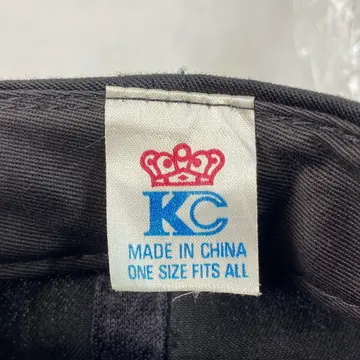 KC
MADE IN CHINA
ONE SIZE FITS ALL